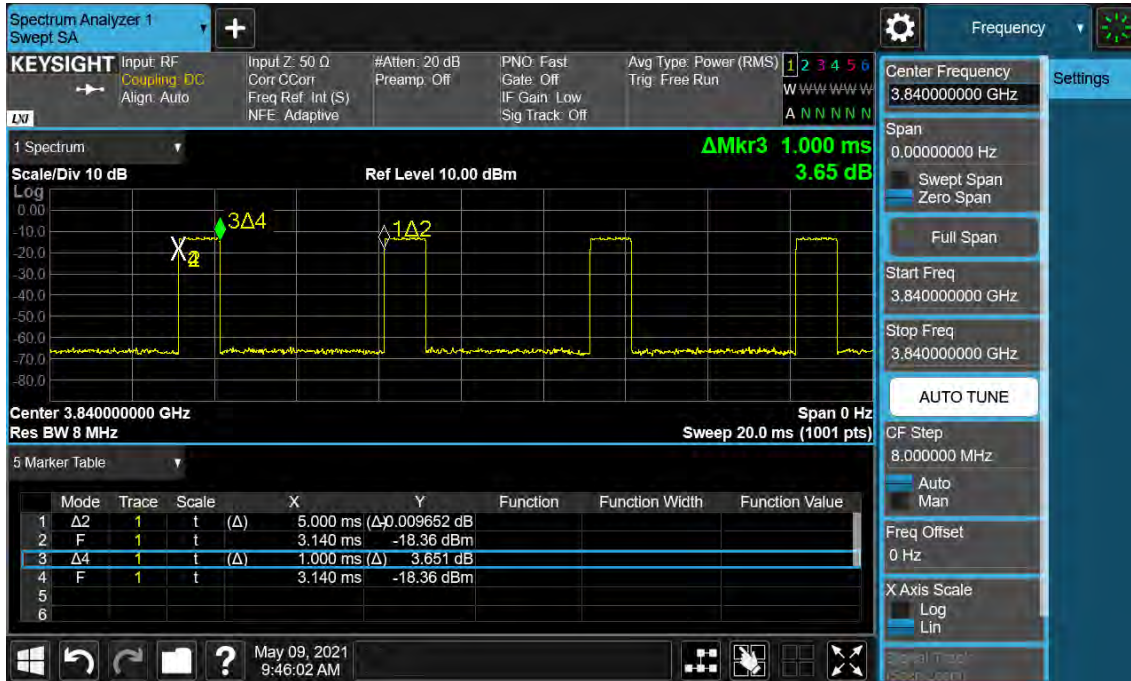 Spectrum Analyzer 1
Swept SA
+
Frequency
KEYSIGHT Input: RF Input Z: 50 Ω #Atten: 20 dB PNO: Fast Avg Type: Power (RMS) 1 2 3 4 5 6
Coupling: DC Corr CCorr Preamp: Off Gate: Off Trig: Free Run
Align: Auto Freq Ref: Int (S) IF Gain: Low W W W W W W
LXI NFE: Adaptive Sig Track: Off A N N N N N
1 Spectrum
ΔMkr3 1.000 ms
Scale/Div 10 dB Ref Level 10.00 dBm 3.65 dB
Log
0.00
-10.0
-20.0
-30.0
-40.0
-50.0
-60.0
-70.0
-80.0
3Δ4
1Δ2
X
Center 3.840000000 GHz Span 0 Hz
Res BW 8 MHz Sweep 20.0 ms (1001 pts)
5 Marker Table
Mode Trace Scale X Y Function Function Width Function Value
1 Δ2 1 t (Δ) 5.000 ms (Δ) -0.009652 dB
2 F 1 t 3.140 ms -18.36 dBm
3 Δ4 1 t (Δ) 1.000 ms (Δ) 3.651 dB
4 F 1 t 3.140 ms -18.36 dBm
5
6
?
May 09, 2021
9:46:02 AM
Center Frequency
3.840000000 GHz
Settings
Span
0.00000000 Hz
Swept Span
Zero Span
Full Span
Start Freq
3.840000000 GHz
Stop Freq
3.840000000 GHz
AUTO TUNE
CF Step
8.000000 MHz
Auto
Man
Freq Offset
0 Hz
X Axis Scale
Log
Lin